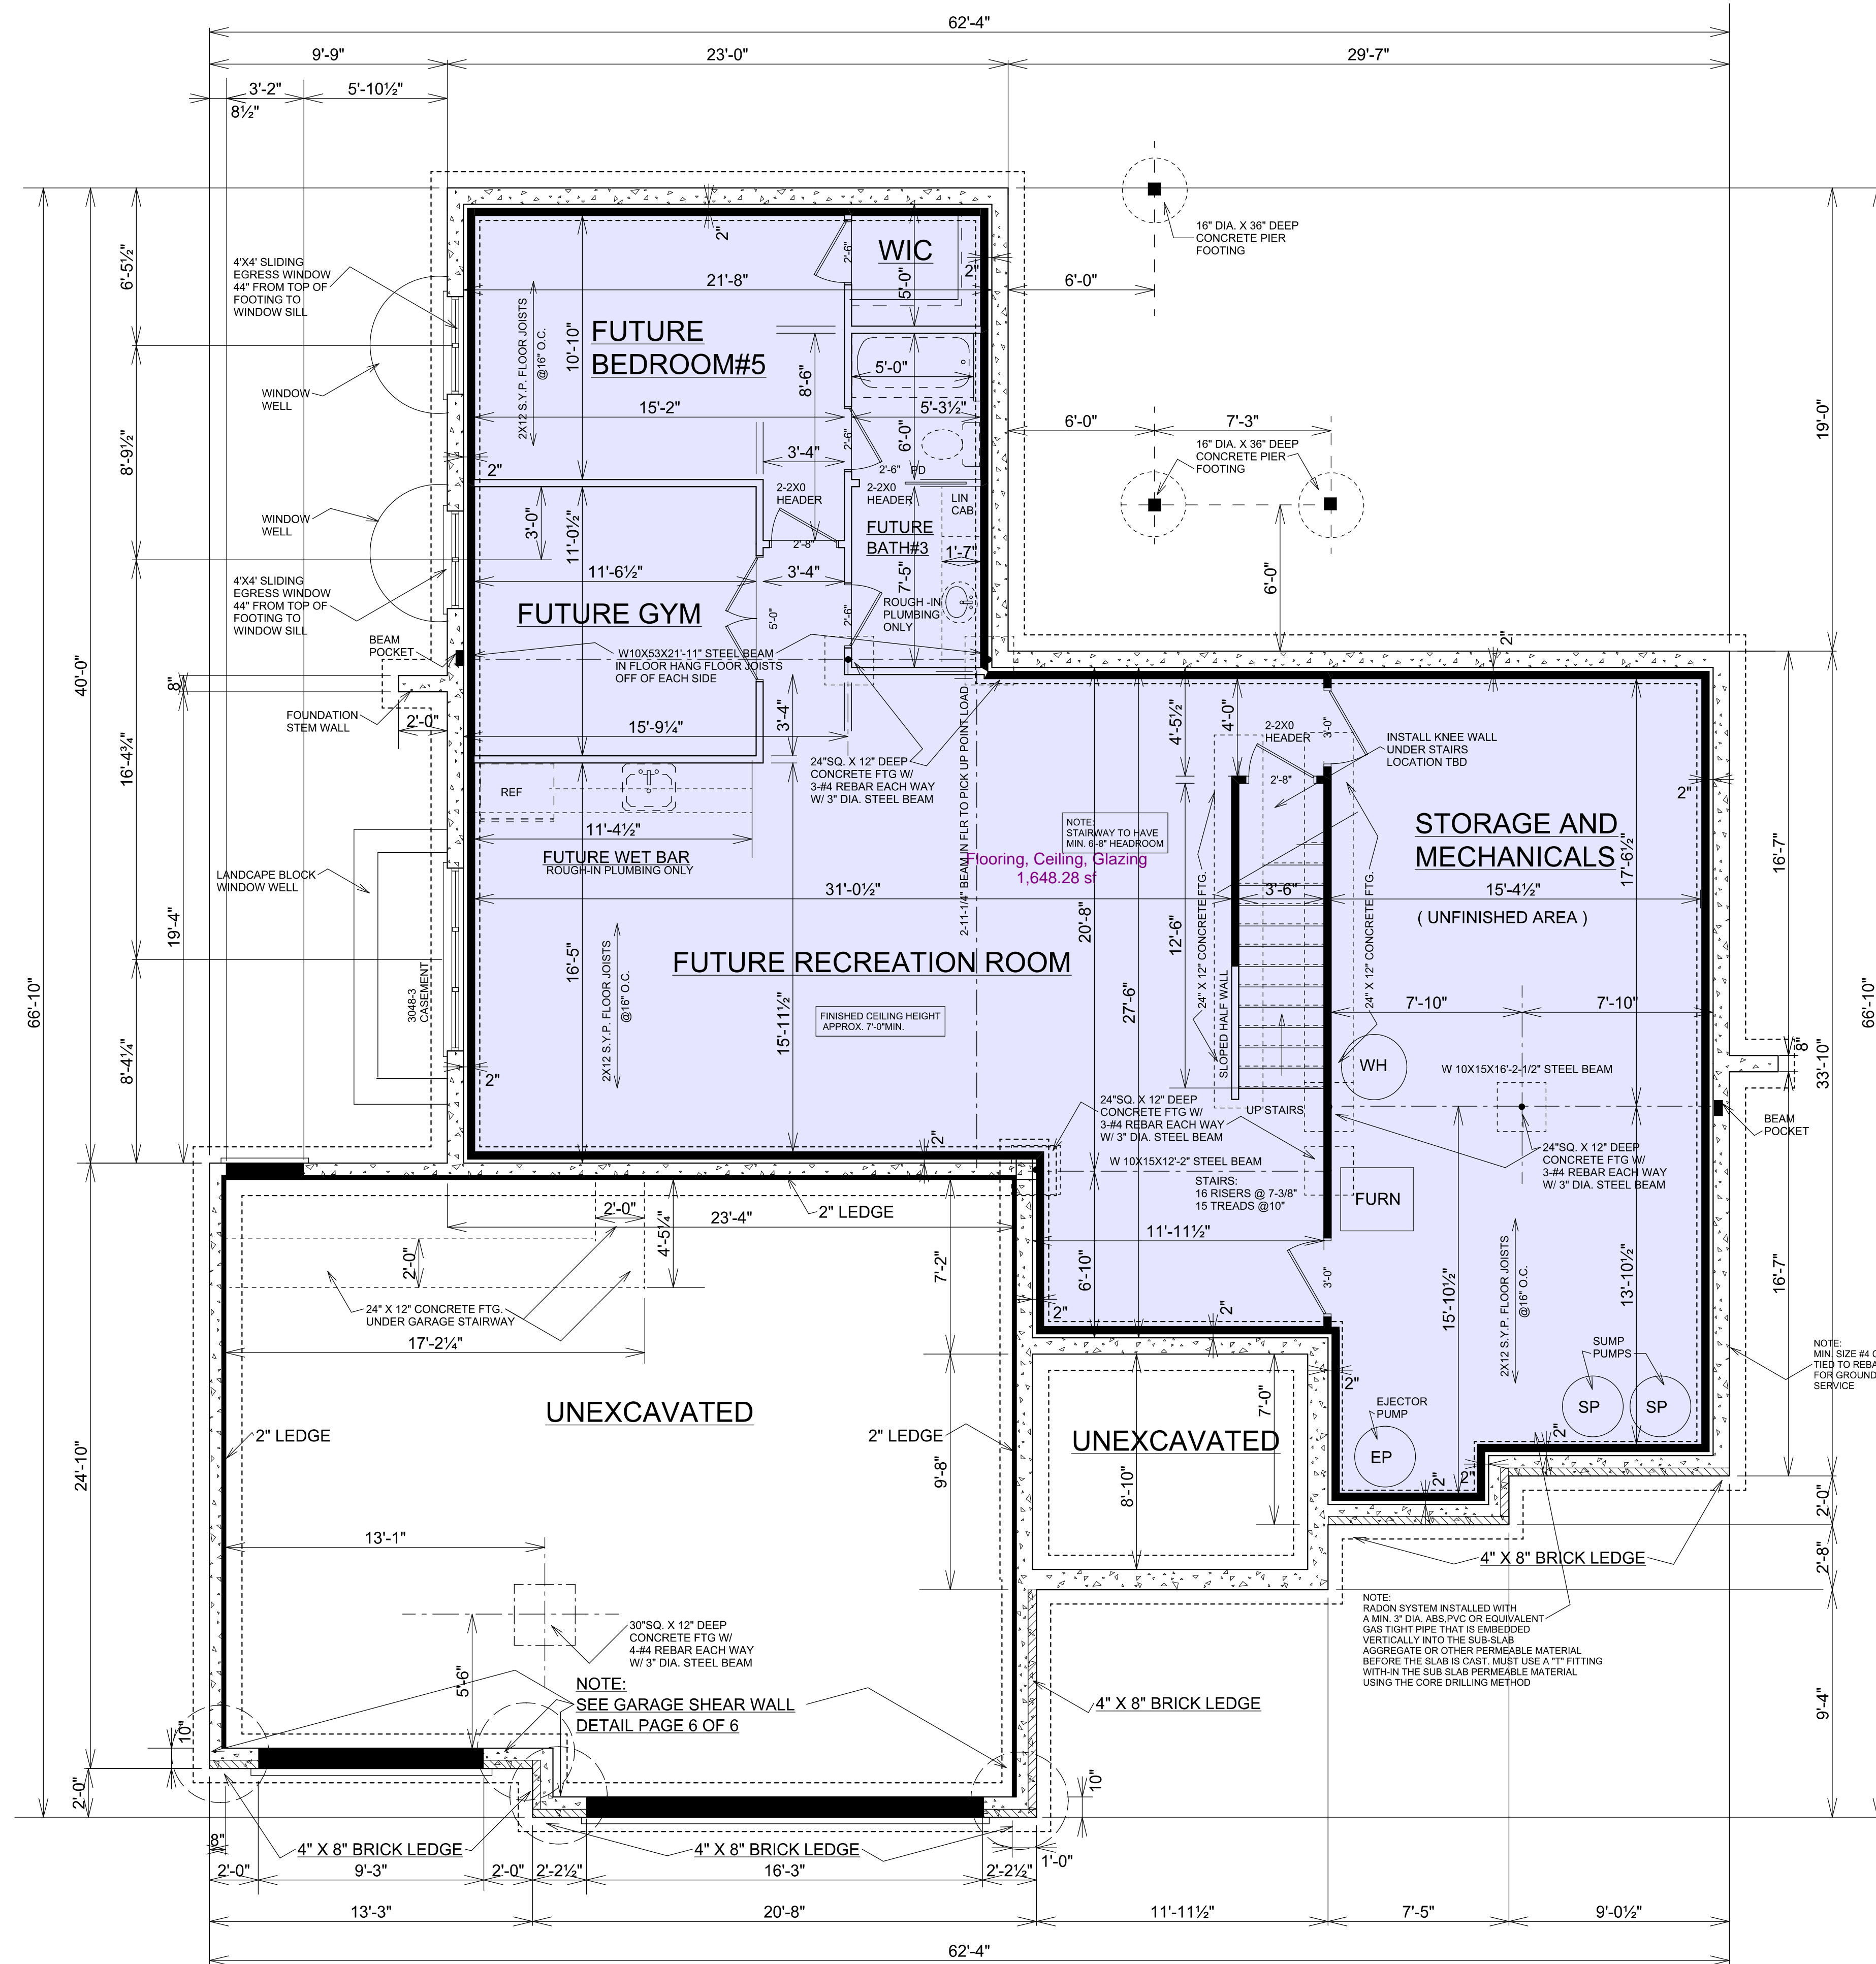 62'-4"
9'-9"
23'-0"
29'-7"
3'-2"
5'-10½"
8½"
16" DIA. X 36" DEEP
CONCRETE PIER
FOOTING
2"
WIC
2'-6"
2"
4'X4' SLIDING
EGRESS WINDOW
44" FROM TOP OF
FOOTING TO
WINDOW SILL
6'-5½"
21'-8"
5'-0"
6'-0"
2X12 S.Y.P. FLOOR JOISTS
@16" O.C.
10'-10"
FUTURE
BEDROOM#5
WINDOW
WELL
8'-6"
5'-0"
15'-2"
5'-3½"
6'-0"
7'-3"
19'-0"
8'-9½"
3'-4"
2'-6"
6'-0"
16" DIA. X 36" DEEP
CONCRETE PIER
FOOTING
2"
2'-6"
PD
2-2X0
HEADER
2-2X0
HEADER
LIN
CAB
WINDOW
WELL
3'-0"
11'-0½"
FUTURE
BATH#3
2'-8"
1'-7"
4'X4' SLIDING
EGRESS WINDOW
44" FROM TOP OF
FOOTING TO
WINDOW SILL
11'-6½"
3'-4"
7'-5"
6'-0"
FUTURE GYM
5'-0"
2'-6"
ROUGH -IN
PLUMBING
ONLY
BEAM
POCKET
W10X53X21'-11" STEEL BEAM
IN FLOOR HANG FLOOR JOISTS
OFF OF EACH SIDE
2"
40'-0"
8"
FOUNDATION
STEM WALL
2'-0"
15'-9¼"
3'-4"
4'-5½"
4'-0"
2-2X0
HEADER
3'-0"
INSTALL KNEE WALL
UNDER STAIRS
LOCATION TBD
16'-4¾"
24"SQ. X 12" DEEP
CONCRETE FTG W/
3-#4 REBAR EACH WAY
W/ 3" DIA. STEEL BEAM
2-11-1/4" BEAM IN FLR TO PICK UP POINT LOAD
2'-8"
2"
REF
11'-4½"
FUTURE WET BAR
ROUGH-IN PLUMBING ONLY
NOTE:
STAIRWAY TO HAVE
MIN. 6'-8" HEADROOM
Flooring, Ceiling, Glazing
1,648.28 sf
STORAGE AND
MECHANICALS
17'-6½"
16'-7"
LANDCAPE BLOCK
WINDOW WELL
31'-0½"
3'-6"
15'-4½"
( UNFINISHED AREA )
19'-4"
20'-8"
12'-6"
24" X 12" CONCRETE FTG.
24" X 12" CONCRETE FTG.
16'-5"
FUTURE RECREATION ROOM
2X12 S.Y.P. FLOOR JOISTS
@16" O.C.
3048-3
CASEMENT
66'-10"
66'-10"
27'-6"
7'-10"
7'-10"
FINISHED CEILING HEIGHT
APPROX. 7'-0"MIN.
15'-11½"
SLOPED HALF WALL
8'-4¼"
2"
WH
W 10X15X16'-2-1/2" STEEL BEAM
8"
33'-10"
24"SQ. X 12" DEEP
CONCRETE FTG W/
3-#4 REBAR EACH WAY
W/ 3" DIA. STEEL BEAM
UP STAIRS
BEAM
POCKET
2"
W 10X15X12'-2" STEEL BEAM
24"SQ. X 12" DEEP
CONCRETE FTG W/
3-#4 REBAR EACH WAY
W/ 3" DIA. STEEL BEAM
STAIRS:
16 RISERS @ 7-3/8"
15 TREADS @10"
FURN
2'-0"
23'-4"
2" LEDGE
4'-5¼"
11'-11½"
2'-0"
7'-2"
6'-10"
3'-0"
15'-10½"
2X12 S.Y.P. FLOOR JOISTS
@16" O.C.
13'-10½"
16'-7"
24" X 12" CONCRETE FTG.
UNDER GARAGE STAIRWAY
2"
2"
17'-2¼"
SUMP
PUMPS
NOTE:
MIN. SIZE #4
TIED TO
FOR GROUND
SERVICE
2"
UNEXCAVATED
7'-0"
EJECTOR
PUMP
SP
SP
2" LEDGE
2" LEDGE
UNEXCAVATED
EP
2"
24'-10"
9'-8"
8'-10"
2"
2"
2'-0"
13'-1"
4" X 8" BRICK LEDGE
2'-8"
NOTE:
RADON SYSTEM INSTALLED WITH
A MIN. 3" DIA. ABS,PVC OR EQUIVALENT
GAS TIGHT PIPE THAT IS EMBEDDED
VERTICALLY INTO THE SUB-SLAB
AGGREGATE OR OTHER PERMEABLE MATERIAL
BEFORE THE SLAB IS CAST. MUST USE A "T" FITTING
WITH-IN THE SUB SLAB PERMEABLE MATERIAL
USING THE CORE DRILLING METHOD
30"SQ. X 12" DEEP
CONCRETE FTG W/
4-#4 REBAR EACH WAY
W/ 3" DIA. STEEL BEAM
5'-6"
NOTE:
SEE GARAGE SHEAR WALL
DETAIL PAGE 6 OF 6
4" X 8" BRICK LEDGE
9'-4"
10"
2'-0"
10"
8"
4" X 8" BRICK LEDGE
4" X 8" BRICK LEDGE
1'-0"
2'-0"
9'-3"
2'-0"
2'-2½"
16'-3"
2'-2½"
13'-3"
20'-8"
11'-11½"
7'-5"
9'-0½"
62'-4"